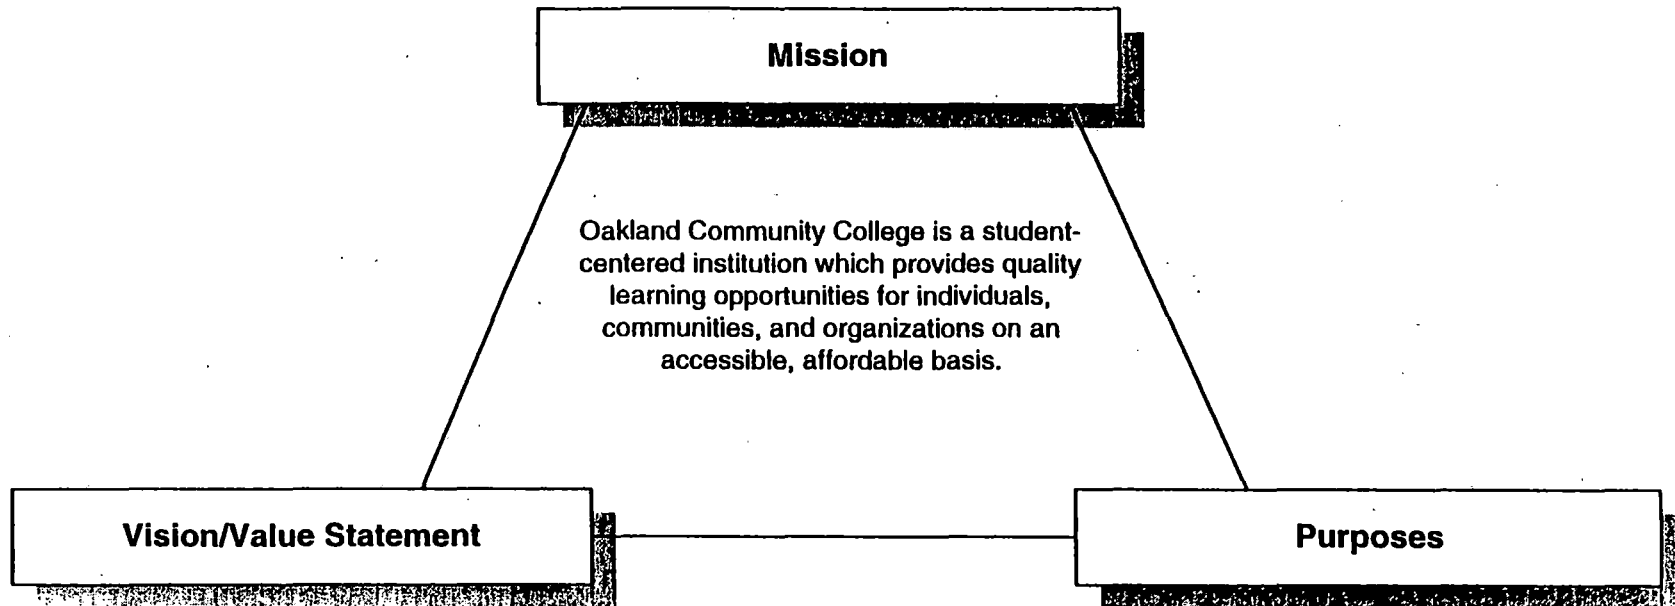 Mission
Oakland Community College is a student-
centered institution which provides quality
learning opportunities for individuals,
communities, and organizations on an
accessible, affordable basis.
Vision/Value Statement
Purposes